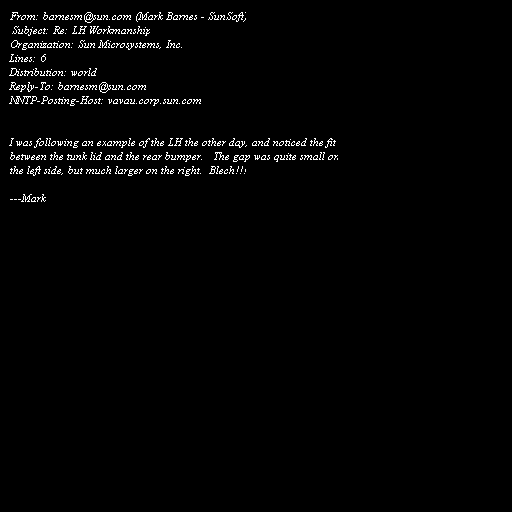 From: barnesm@sun.com (Mark Barnes - SunSoft)
Subject: Re: LH Workmanship
Organization: Sun Microsystems, Inc.
Lines: 6
Distribution: world
Reply-To: barnesm@sun.com
NNTP-Posting-Host: vavau.corp.sun.com
I was following an example of the LH the other day, and noticed the fit
between the tunk lid and the rear bumper. The gap was quite small on
the left side, but much larger on the right. Blech!!!
---Mark